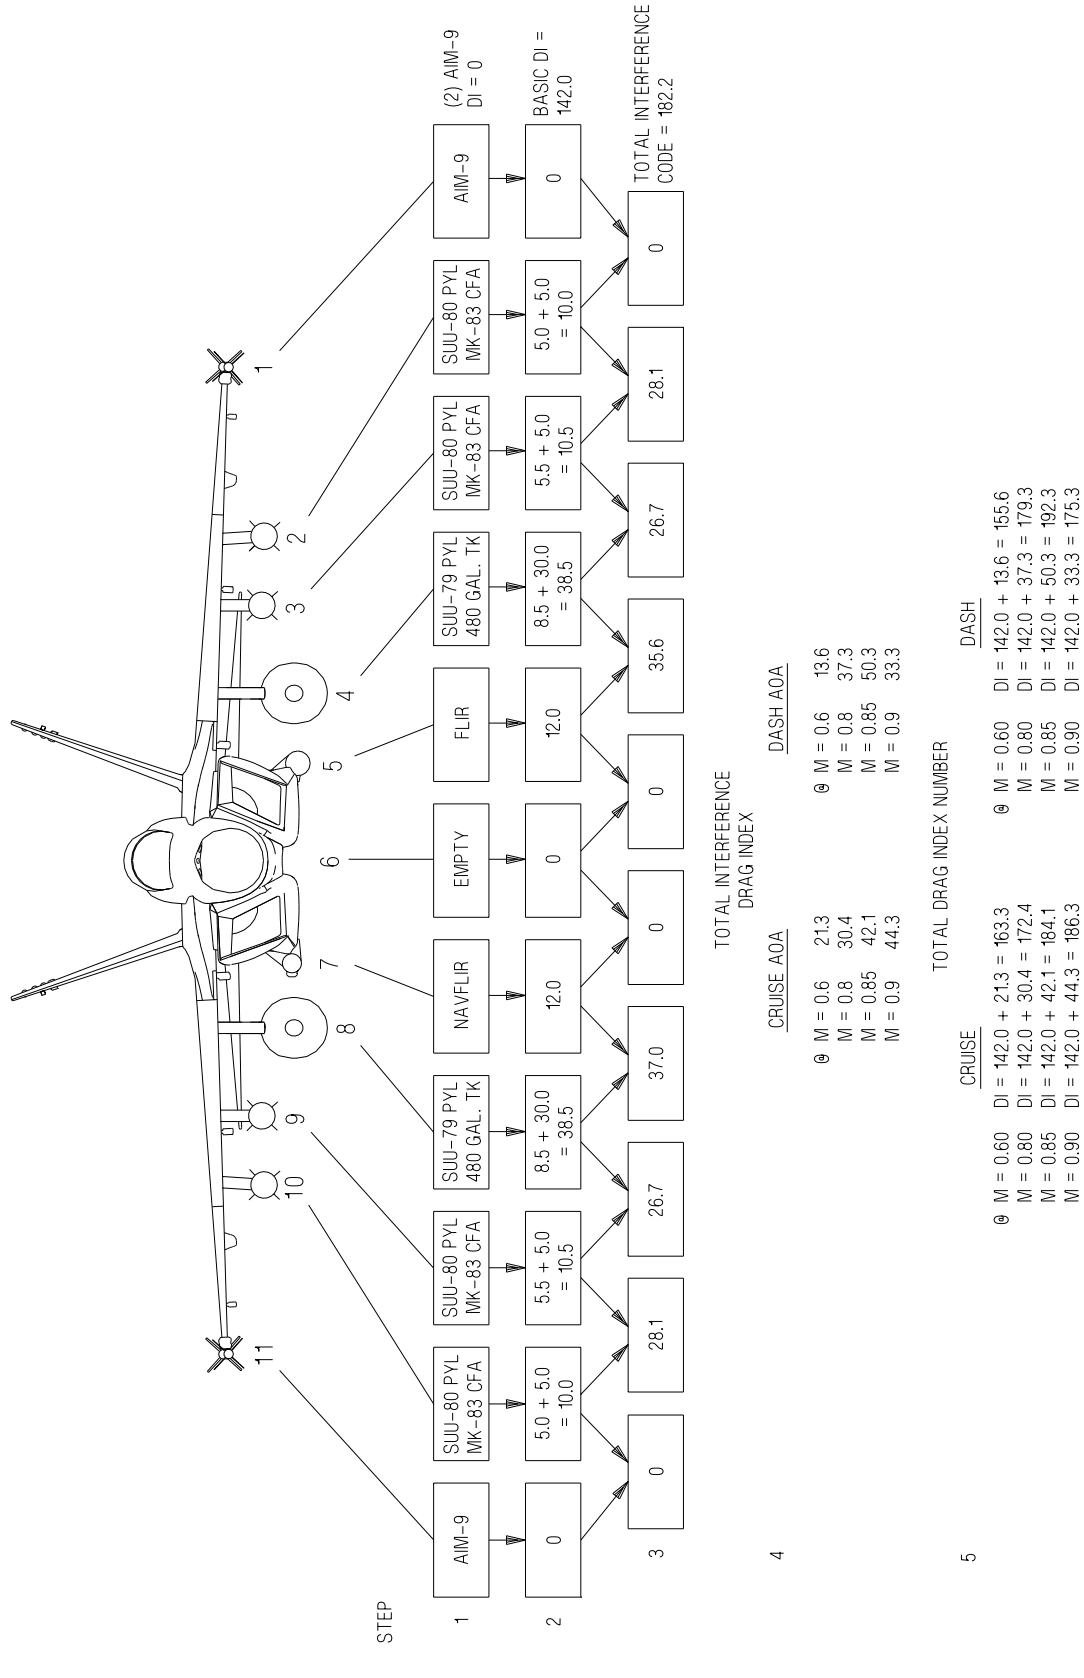 11
10
9
8
7
6
5
4
3
2
1
STEP
1
AIM-9
SUU-80 PYL
MK-83 CFA
SUU-80 PYL
MK-83 CFA
SUU-79 PYL
480 GAL. TK
NAVFLIR
EMPTY
FLIR
SUU-79 PYL
480 GAL. TK
SUU-80 PYL
MK-83 CFA
SUU-80 PYL
MK-83 CFA
AIM-9
(2) AIM-9
DI = 0
2
0
5.0 + 5.0
= 10.0
5.5 + 5.0
= 10.5
8.5 + 30.0
= 38.5
12.0
0
12.0
8.5 + 30.0
= 38.5
5.5 + 5.0
= 10.5
5.0 + 5.0
= 10.0
0
BASIC DI =
142.0
3
0
28.1
26.7
37.0
0
0
35.6
26.7
28.1
0
TOTAL INTERFERENCE
CODE = 182.2
TOTAL INTERFERENCE
DRAG INDEX
4
CRUISE AOA
@ M = 0.6 21.3
M = 0.8 30.4
M = 0.85 42.1
M = 0.9 44.3
DASH AOA
@ M = 0.6 13.6
M = 0.8 37.3
M = 0.85 50.3
M = 0.9 33.3
TOTAL DRAG INDEX NUMBER
5
CRUISE
@ M = 0.60 DI = 142.0 + 21.3 = 163.3
M = 0.80 DI = 142.0 + 30.4 = 172.4
M = 0.85 DI = 142.0 + 42.1 = 184.1
M = 0.90 DI = 142.0 + 44.3 = 186.3
DASH
@ M = 0.60 DI = 142.0 + 13.6 = 155.6
M = 0.80 DI = 142.0 + 37.3 = 179.3
M = 0.85 DI = 142.0 + 50.3 = 192.3
M = 0.90 DI = 142.0 + 33.3 = 175.3